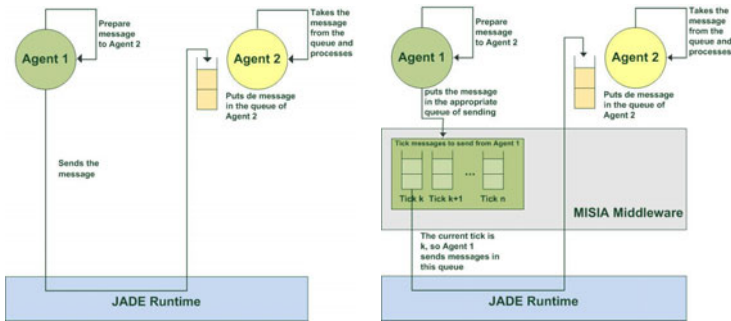 Agent 1
Prepare
message
to Agent 2
Agent 2
Takes the
message
from the
queue and
processes
Puts de message
in the queue of
Agent 2
Sends the
message
JADE Runtime
Agent 1
Prepare
message
to Agent 2
Agent 2
Takes the
message
from the
queue and
processes
puts the message
in the appropriate
queue of sending
Puts de message
in the queue of
Agent 2
Tick messages to send from Agent 1
Tick k
Tick k+1
...
Tick n
MISIA Middleware
The current tick is
k, so Agent 1
sends messages in
this queue
JADE Runtime